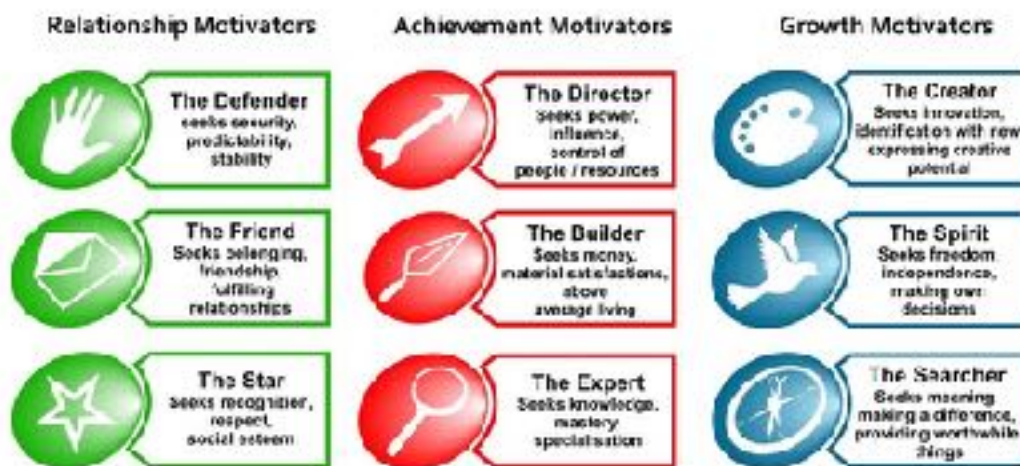 Relationship Motivators
Achievement Motivators
Growth Motivators
The Defender
seeks security,
predictability,
stability
The Director
Seeks power,
influence,
control of
people / resources
The Creator
Seeks innovation,
identification with new
expressing creative
potential
The Friend
Seeks belonging,
friendship,
fulfilling
relationships
The Builder
Seeks money,
material satisfactions,
above
average living
The Spirit
Seeks freedom,
independence,
making own
decisions
The Star
Seeks recognition,
respect,
social esteem
The Expert
Seeks knowledge,
mastery
specialisation
The Searcher
Seeks meaning
making a difference,
providing worthwhile
things